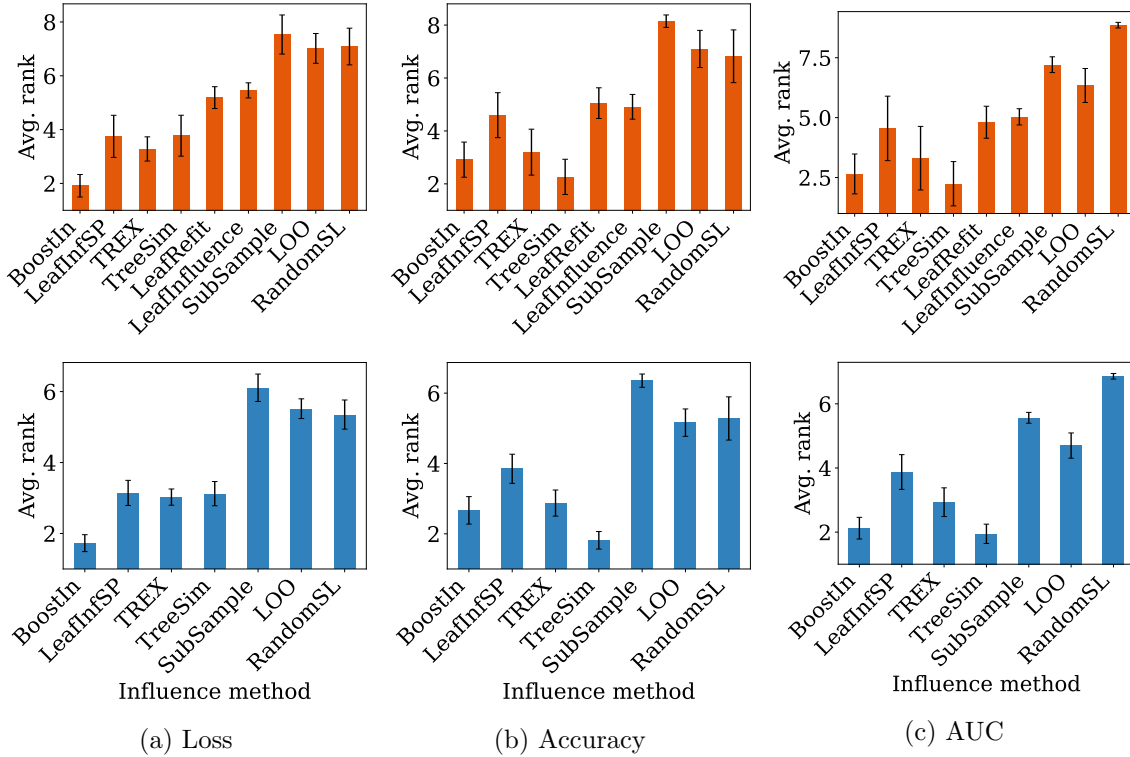 8
6
4
2
Avg. rank
BoostIn
LeafInfSP
TREX
TreeSim
LeafRefit
LeafInfluence
SubSample
LOO
RandomSL
8
6
4
2
Avg. rank
BoostIn
LeafInfSP
TREX
TreeSim
LeafRefit
LeafInfluence
SubSample
LOO
RandomSL
7.5
5.0
2.5
Avg. rank
BoostIn
LeafInfSP
TREX
TreeSim
LeafRefit
LeafInfluence
SubSample
LOO
RandomSL
6
4
2
Avg. rank
BoostIn
LeafInfSP
TREX
TreeSim
SubSample
LOO
RandomSL
Influence method
(a) Loss
6
4
2
Avg. rank
BoostIn
LeafInfSP
TREX
TreeSim
SubSample
LOO
RandomSL
Influence method
(b) Accuracy
6
4
2
Avg. rank
BoostIn
LeafInfSP
TREX
TreeSim
SubSample
LOO
RandomSL
Influence method
(c) AUC